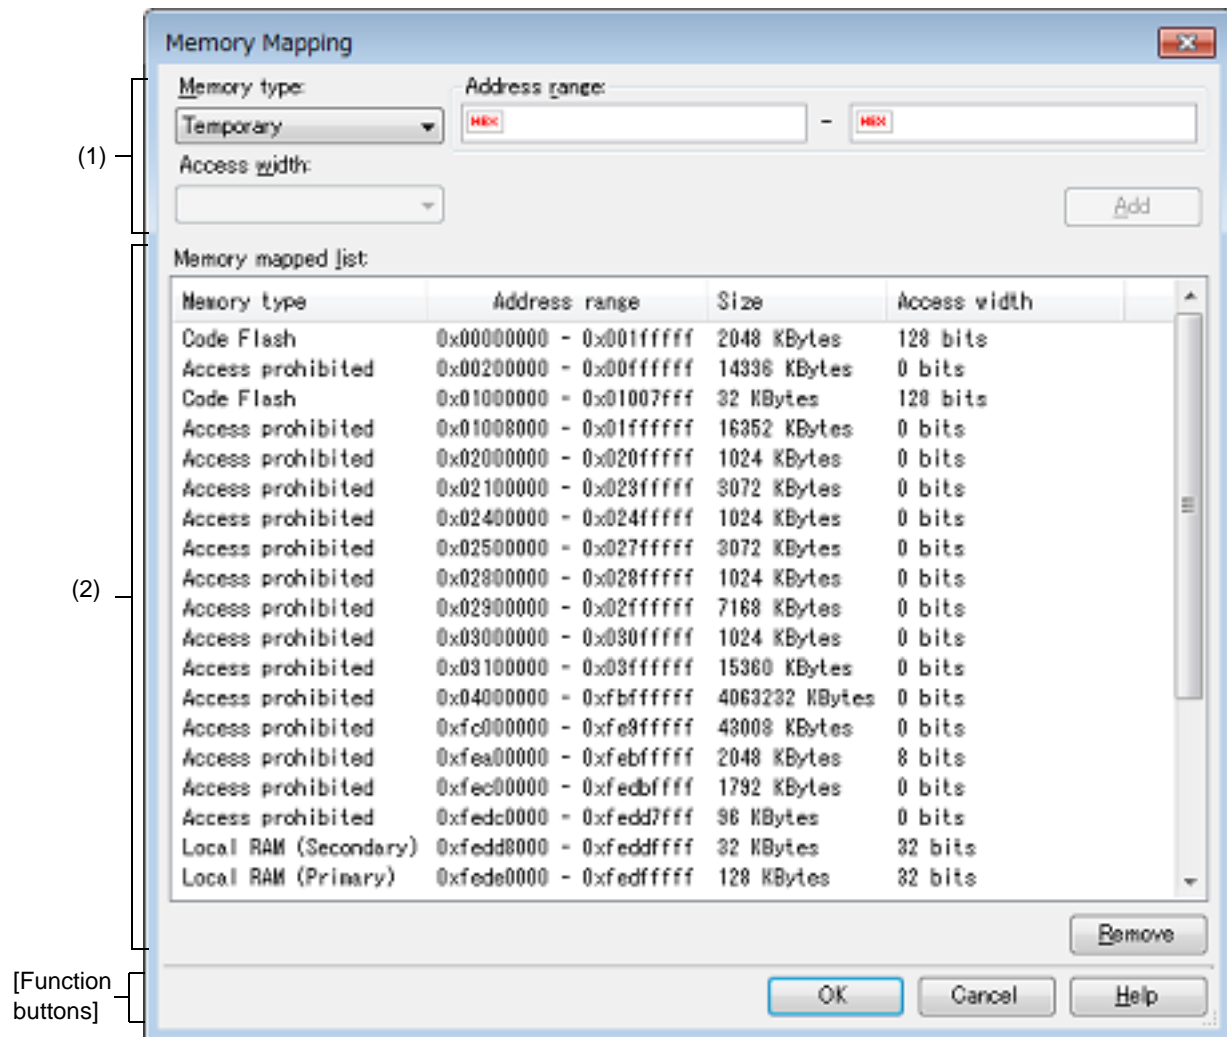 Memory Mapping
Memory type:
Address range:
Temporary
HEX
-
HEX
(1)
Access width:
Add
Memory mapped list:
Memory type Address range Size Access width
Code Flash 0x00000000 - 0x001fffff 2048 KBytes 128 bits
Access prohibited 0x00200000 - 0x00ffffff 14336 KBytes 0 bits
Code Flash 0x01000000 - 0x01007fff 32 KBytes 128 bits
Access prohibited 0x01008000 - 0x01ffffff 16352 KBytes 0 bits
Access prohibited 0x02000000 - 0x020fffff 1024 KBytes 0 bits
Access prohibited 0x02100000 - 0x023fffff 3072 KBytes 0 bits
Access prohibited 0x02400000 - 0x024fffff 1024 KBytes 0 bits
Access prohibited 0x02500000 - 0x027fffff 3072 KBytes 0 bits
Access prohibited 0x02800000 - 0x028fffff 1024 KBytes 0 bits
(2)
Access prohibited 0x02900000 - 0x02ffffff 7168 KBytes 0 bits
Access prohibited 0x03000000 - 0x030fffff 1024 KBytes 0 bits
Access prohibited 0x03100000 - 0x03ffffff 15360 KBytes 0 bits
Access prohibited 0x04000000 - 0xfbffffff 4063232 KBytes 0 bits
Access prohibited 0xfc000000 - 0xfe9fffff 43008 KBytes 0 bits
Access prohibited 0xfea00000 - 0xfebfffff 2048 KBytes 8 bits
Access prohibited 0xfec00000 - 0xfedbffff 1792 KBytes 0 bits
Access prohibited 0xfedc0000 - 0xfedd7fff 96 KBytes 0 bits
Local RAM (Secondary) 0xfedd8000 - 0xfeddffff 32 KBytes 32 bits
Local RAM (Primary) 0xfede0000 - 0xfedfffff 128 KBytes 32 bits
Remove
[Function
buttons]
OK
Cancel
Help